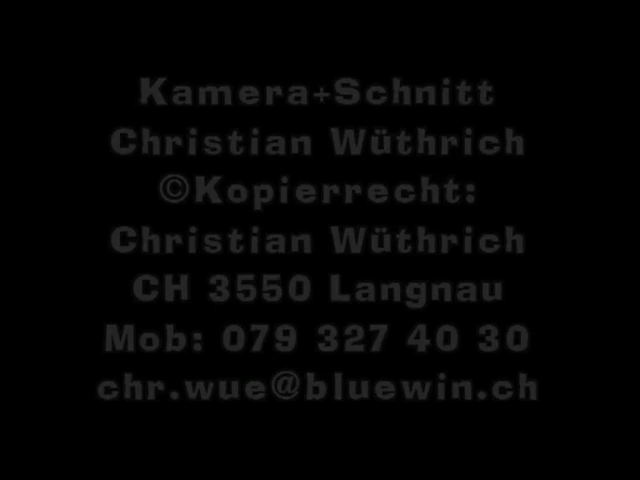 Kamera+Schnitt
Christian Wüthrich
©Kopierrecht:
Christian Wüthrich
CH 3550 Langnau
Mob: 079 327 40 30
chr.wue@bluewin.ch